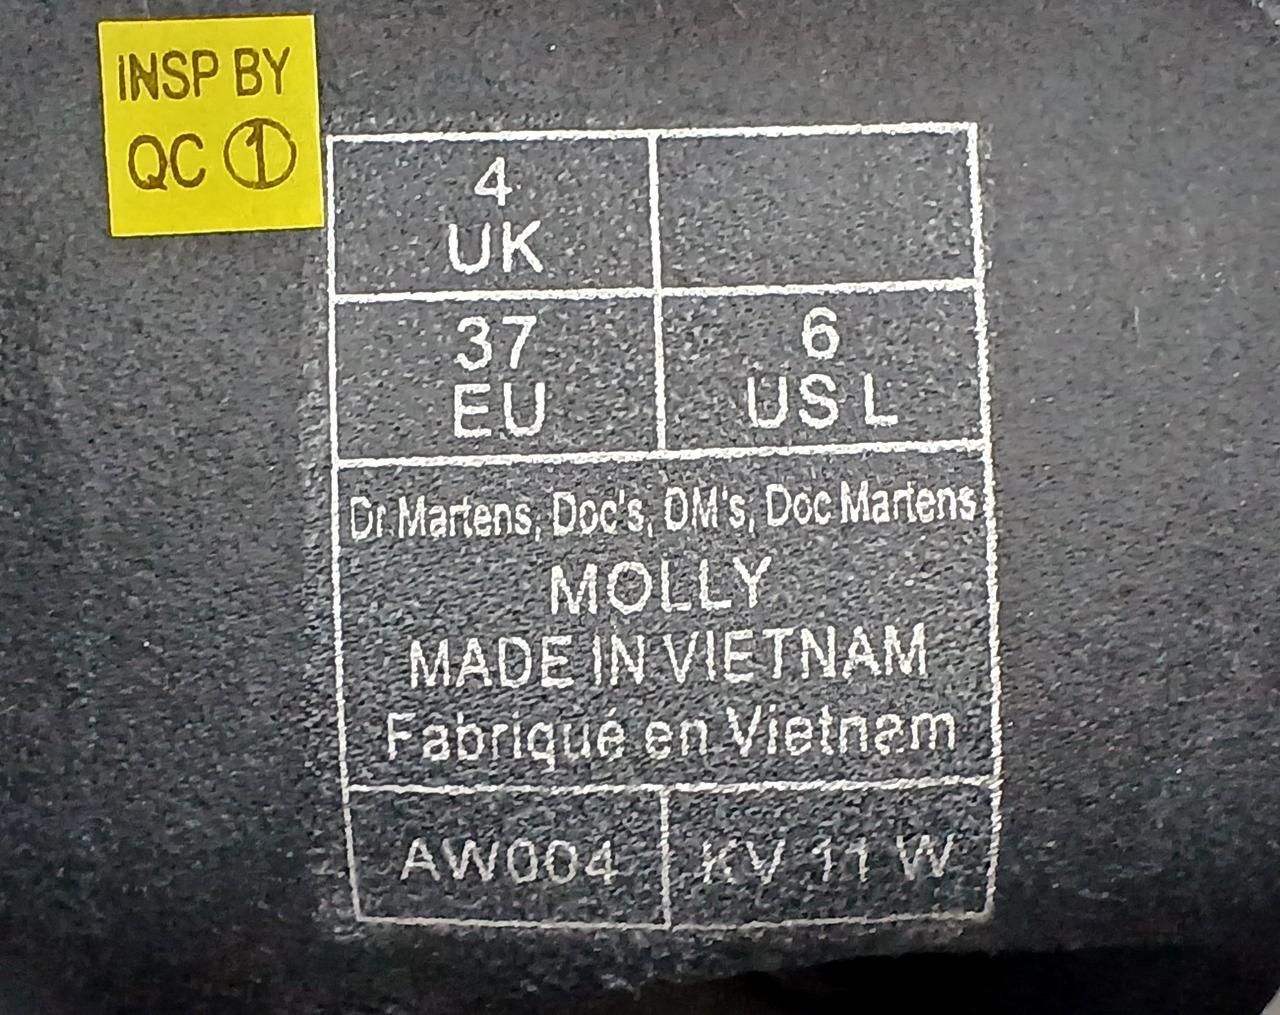 INSP BY
QC 1
4
UK
37
EU
6
US L
Dr Martens, Doc's, DM's, Doc Martens
MOLLY
MADE IN VIETNAM
Fabriqué en Vietnam
AW004
KV 11 W